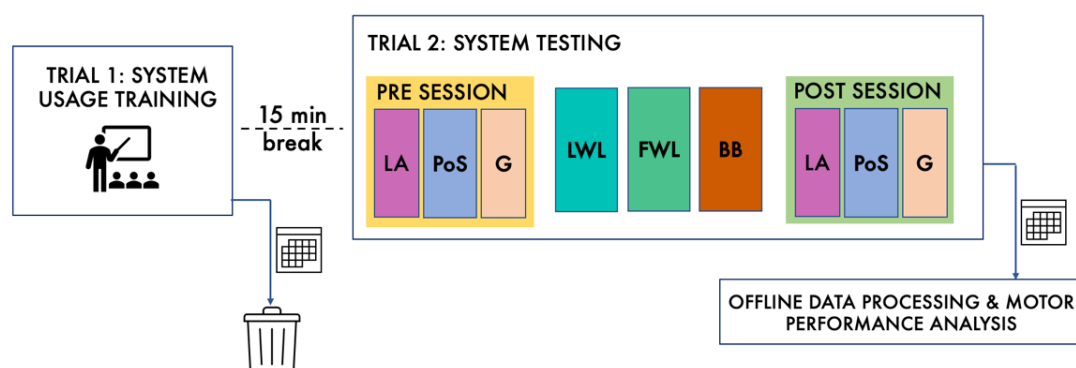 TRIAL 1: SYSTEM
USAGE TRAINING
15 min
break
TRIAL 2: SYSTEM TESTING
PRE SESSION
LA
PoS
G
LWL
FWL
BB
POST SESSION
LA
PoS
G
OFFLINE DATA PROCESSING & MOTOR
PERFORMANCE ANALYSIS